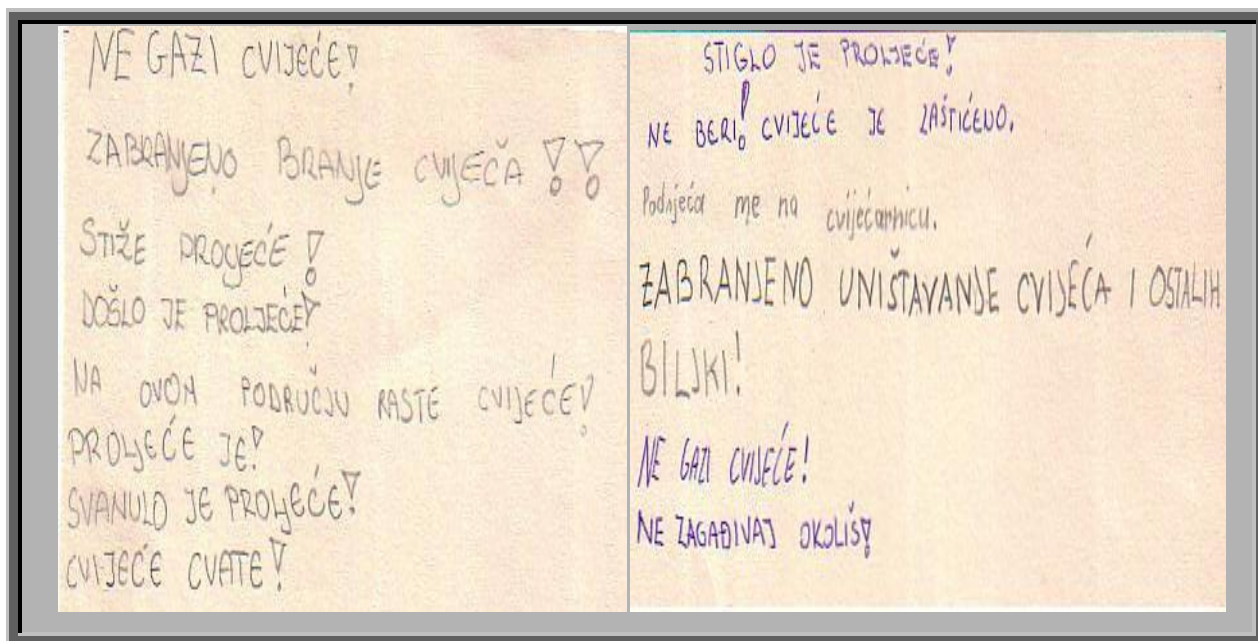 NE GAZI CVIJEĆE!
ZABRANJENO BRANJE CVIJEČA !!
STIŽE PROLJEĆE !
DOŠLO JE PROLJEĆE!
NA OVOM PODRUČJU RASTE CVIJEĆE!
PROLJEĆE JE!
SVANULO JE PROLJEĆE!
CVIJEĆE CVATE!
STIGLO JE PROLJEĆE!
NE BERI! CVIJEĆE JE ZAŠTIĆENO.
Podsjeća me na cvijećarnicu.
ZABRANJENO UNIŠTAVANJE CVIJEĆA I OSTALIH
BILJKI!
NE GAZI CVIJEĆE!
NE ZAGAĐIVAJ OKOLIŠ!